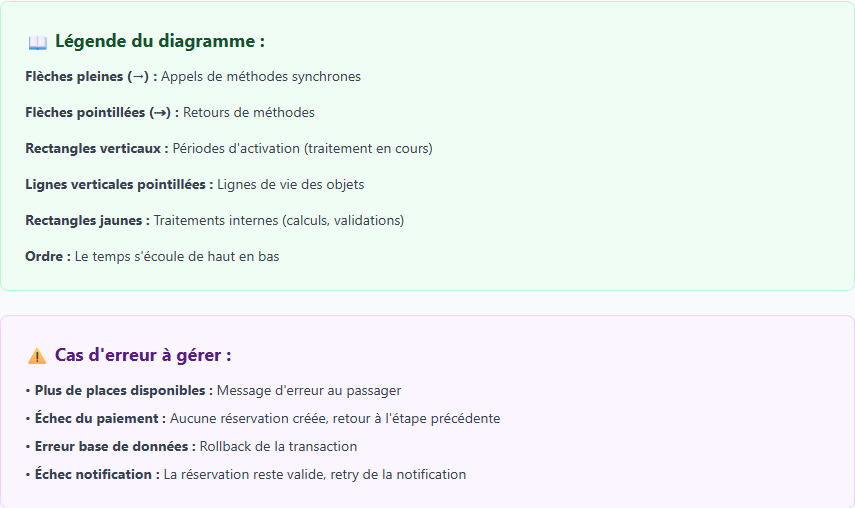 📖 Légende du diagramme :
Flèches pleines (→) : Appels de méthodes synchrones
Flèches pointillées (⇢) : Retours de méthodes
Rectangles verticaux : Périodes d'activation (traitement en cours)
Lignes verticales pointillées : Lignes de vie des objets
Rectangles jaunes : Traitements internes (calculs, validations)
Ordre : Le temps s'écoule de haut en bas
⚠️ Cas d'erreur à gérer :
• Plus de places disponibles : Message d'erreur au passager
• Échec du paiement : Aucune réservation créée, retour à l'étape précédente
• Erreur base de données : Rollback de la transaction
• Échec notification : La réservation reste valide, retry de la notification